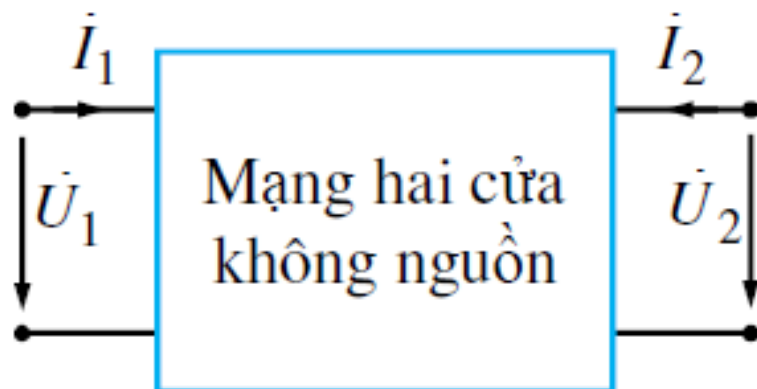 İ₁ İ₂
U̇₁ Mạng hai cửa U̇₂
không nguồn